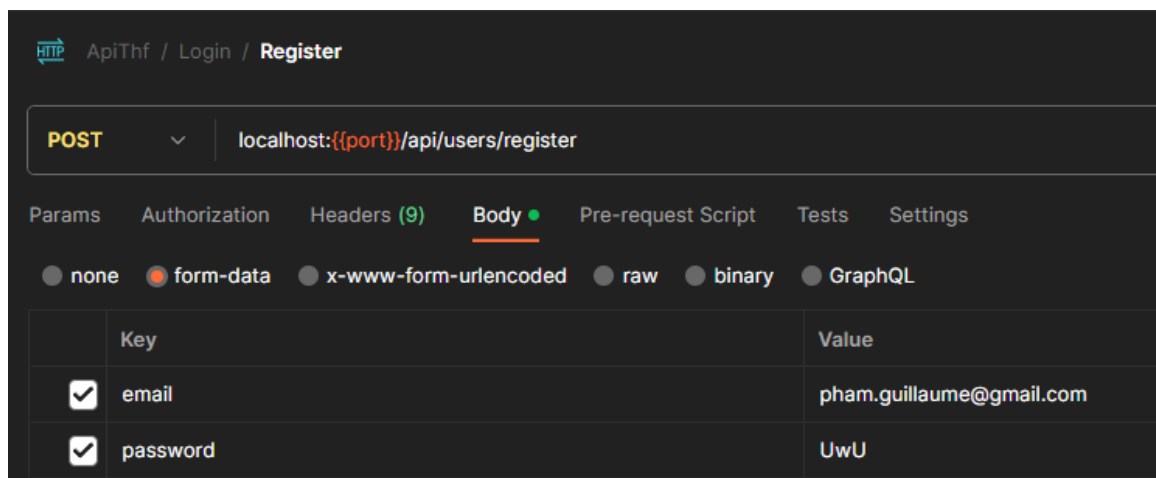 HTTP ApiThf / Login / Register
POST localhost:{{port}}/api/users/register
Params Authorization Headers (9) Body Pre-request Script Tests Settings
none form-data x-www-form-urlencoded raw binary GraphQL
Key Value
email pham.guillaume@gmail.com
password UwU